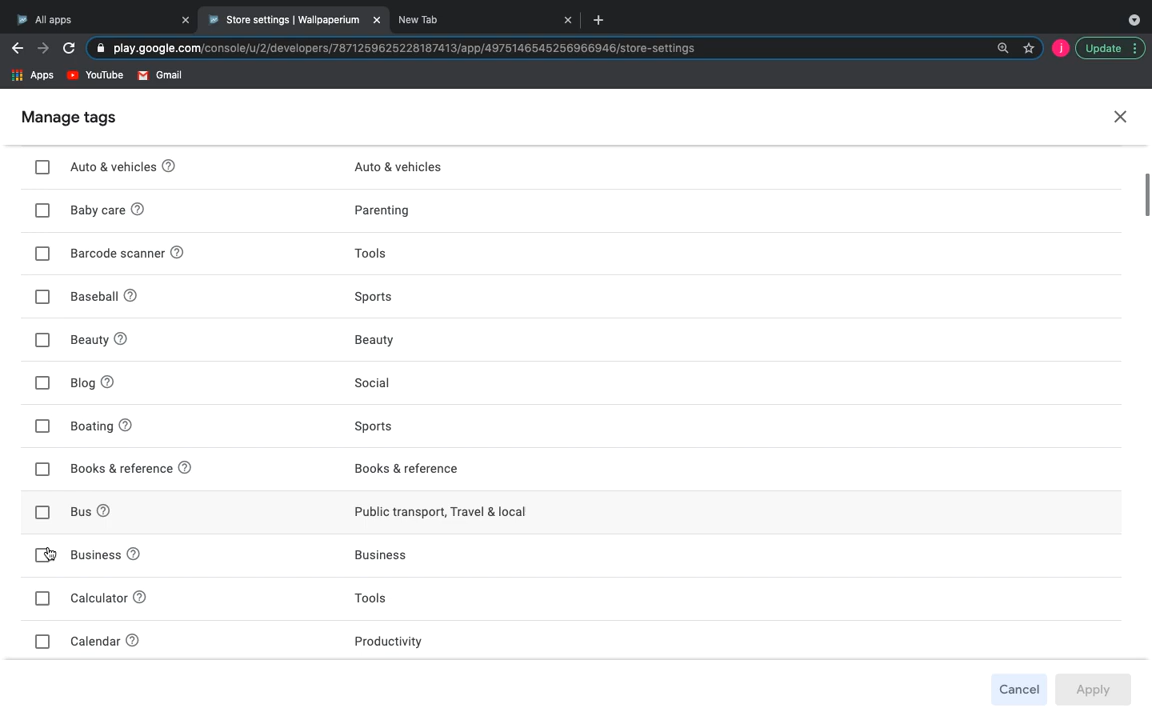 All apps
Store settings | Wallpaperium
New Tab
play.google.com/console/u/2/developers/7871259625228187413/app/4975146545256966946/store-settings
j
Update
Apps
YouTube
Gmail
Manage tags
Auto & vehicles Auto & vehicles
Baby care Parenting
Barcode scanner Tools
Baseball Sports
Beauty Beauty
Blog Social
Boating Sports
Books & reference Books & reference
Bus Public transport, Travel & local
Business Business
Calculator Tools
Calendar Productivity
Cancel Apply